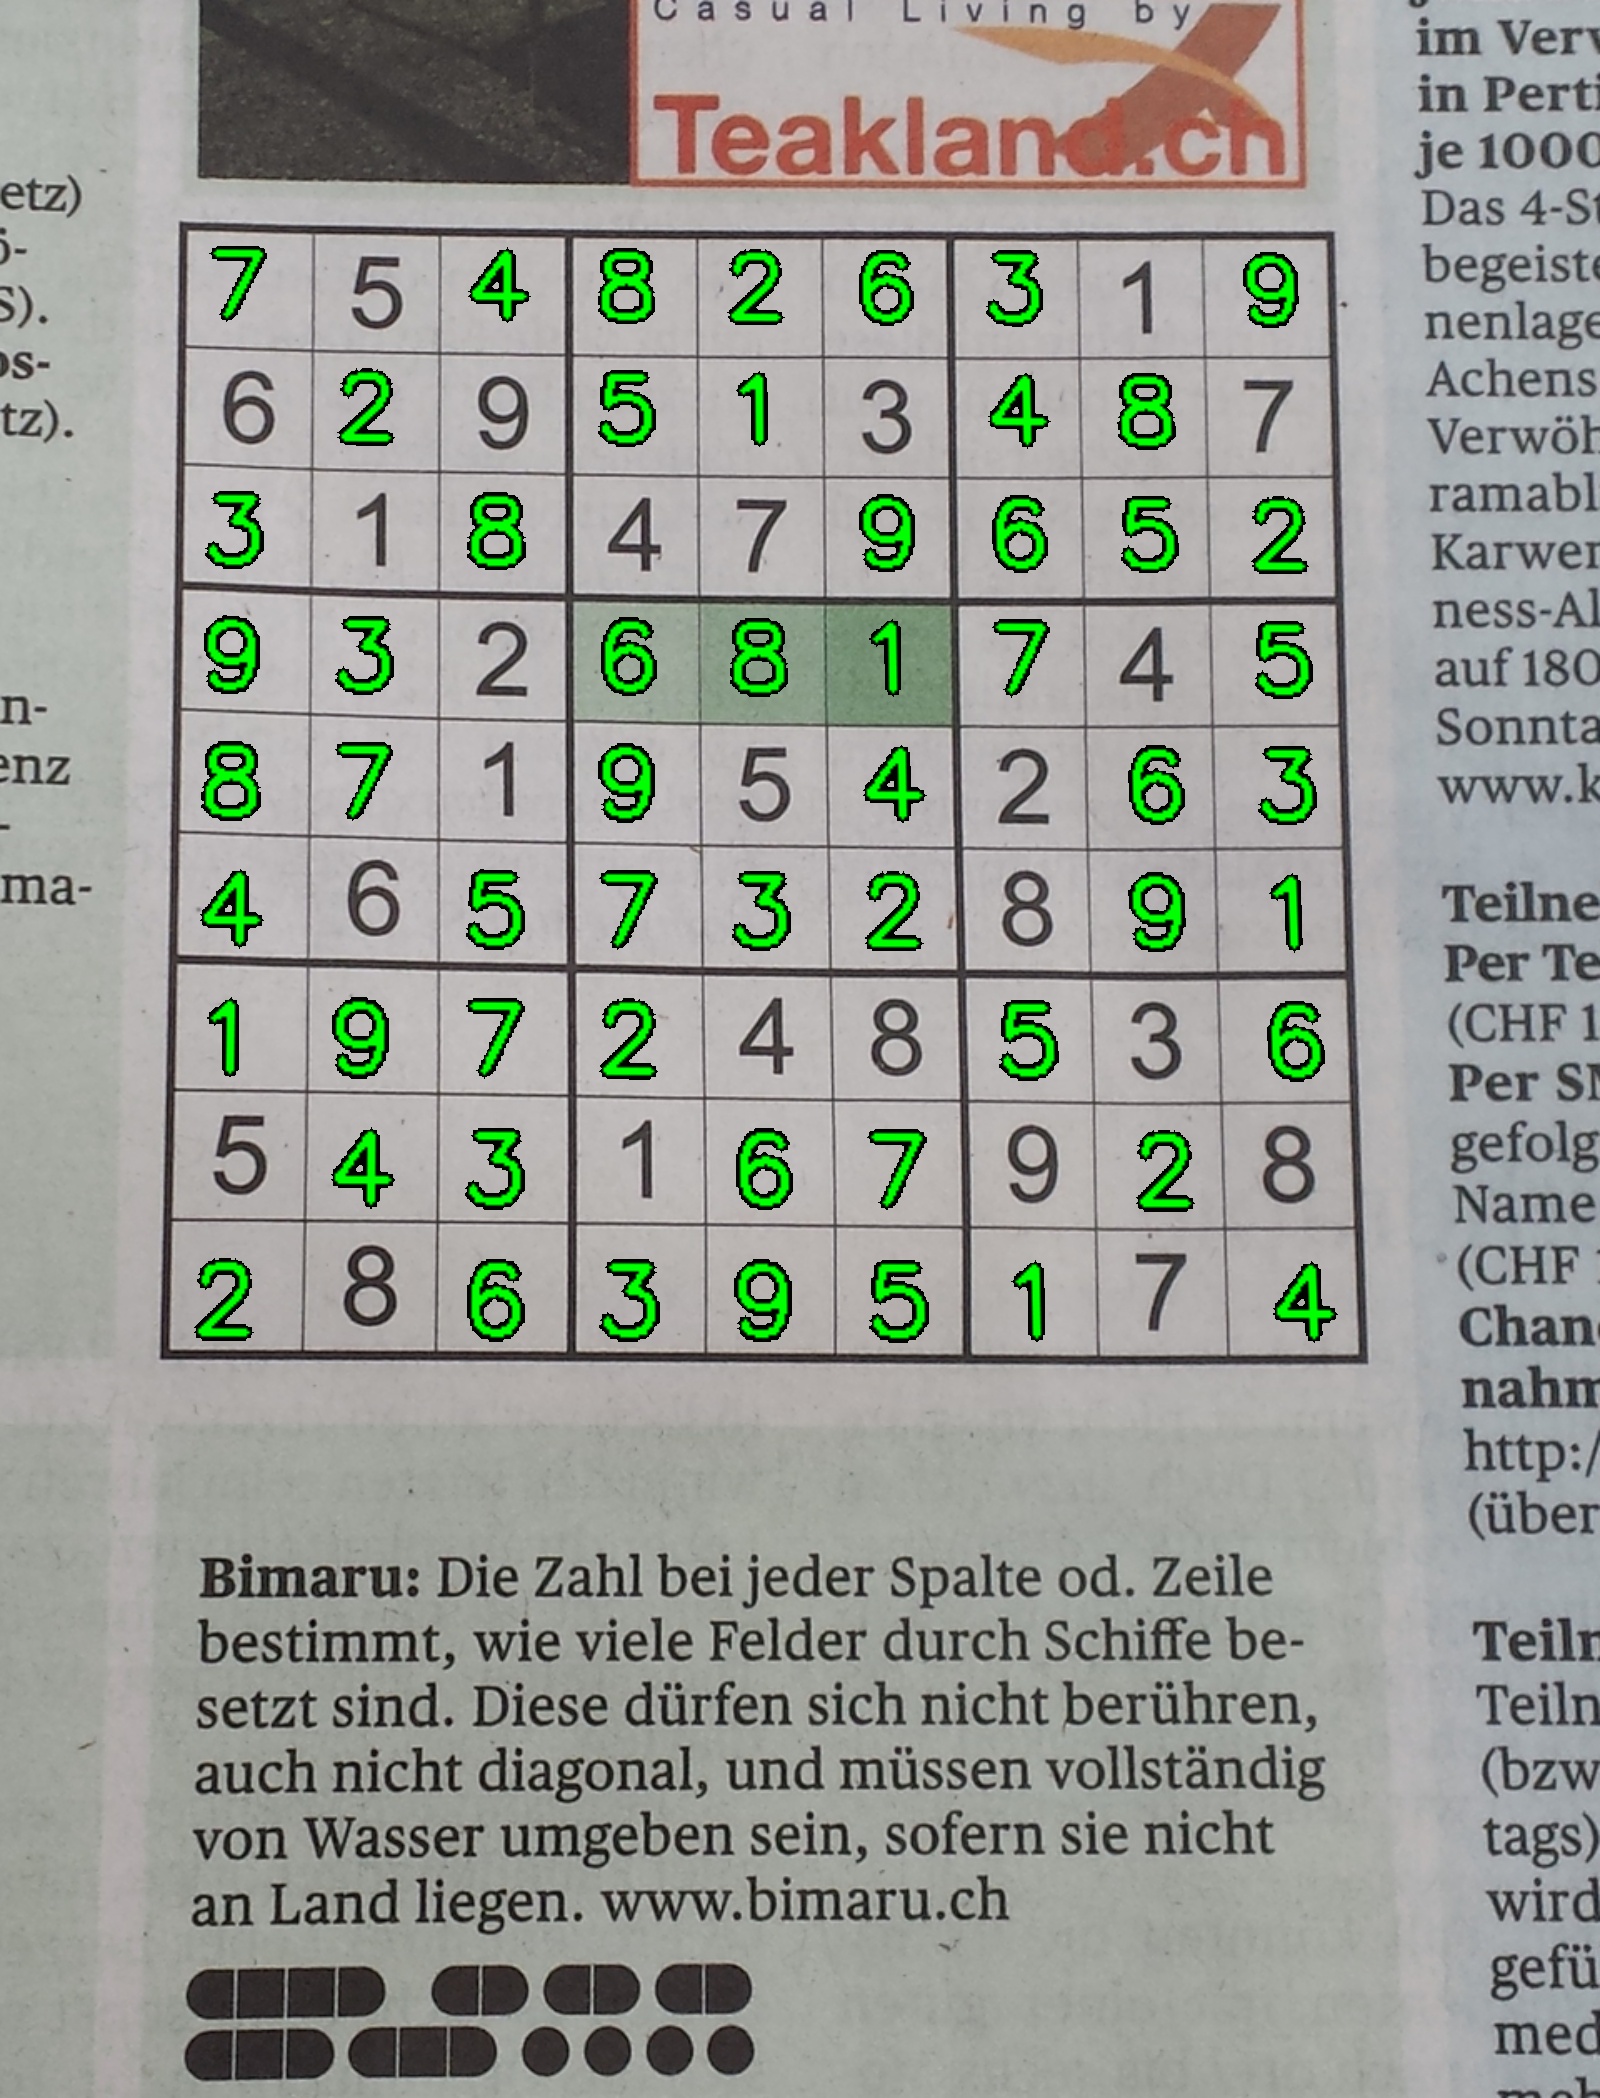 Casual Living by
Teakland.ch
etz)
ö-
S).
os-
tz).
n-
enz
-
ma-
7 5 4 8 2 6 3 1 9
6 2 9 5 1 3 4 8 7
3 1 8 4 7 9 6 5 2
9 3 2 6 8 1 7 4 5
8 7 1 9 5 4 2 6 3
4 6 5 7 3 2 8 9 1
1 9 7 2 4 8 5 3 6
5 4 3 1 6 7 9 2 8
2 8 6 3 9 5 1 7 4
Bimaru: Die Zahl bei jeder Spalte od. Zeile
bestimmt, wie viele Felder durch Schiffe be-
setzt sind. Diese dürfen sich nicht berühren,
auch nicht diagonal, und müssen vollständig
von Wasser umgeben sein, sofern sie nicht
an Land liegen. www.bimaru.ch
im Verw
in Perti
je 1000
Das 4-St
begeiste
nenlage
Achens
Verwöh
ramabl
Karwen
ness-Al
auf 180
Sonnta
www.k
Teilne
Per Te
(CHF 1
Per SM
gefolg
Name
(CHF 1
Chanc
nahm
http:/
(über
Teiln
Teiln
(bzw
tags)
wird
gefü
med